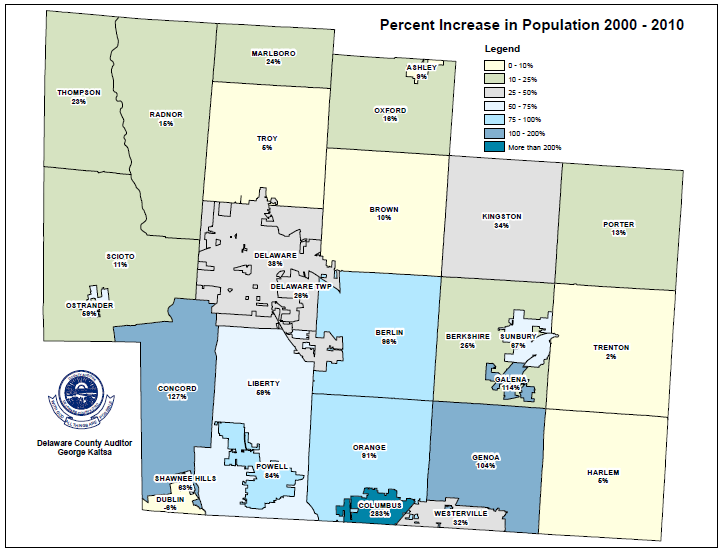 Percent Increase in Population 2000 - 2010
Legend
0 - 10%
10 - 25%
25 - 50%
50 - 75%
75 - 100%
100 - 200%
More than 200%
MARLBORO
24%
ASHLEY
9%
THOMPSON
23%
RADNOR
15%
OXFORD
16%
TROY
5%
BROWN
10%
KINGSTON
34%
PORTER
13%
SCIOTO
11%
DELAWARE
38%
DELAWARE TWP
26%
OSTRANDER
59%
BERLIN
96%
BERKSHIRE
25%
SUNBURY
67%
TRENTON
2%
GALENA
114%
CONCORD
127%
LIBERTY
59%
Delaware County Auditor
George Kaitsa
ORANGE
91%
GENOA
104%
HARLEM
5%
POWELL
84%
SHAWNEE HILLS
63%
DUBLIN
-6%
COLUMBUS
283%
WESTERVILLE
32%